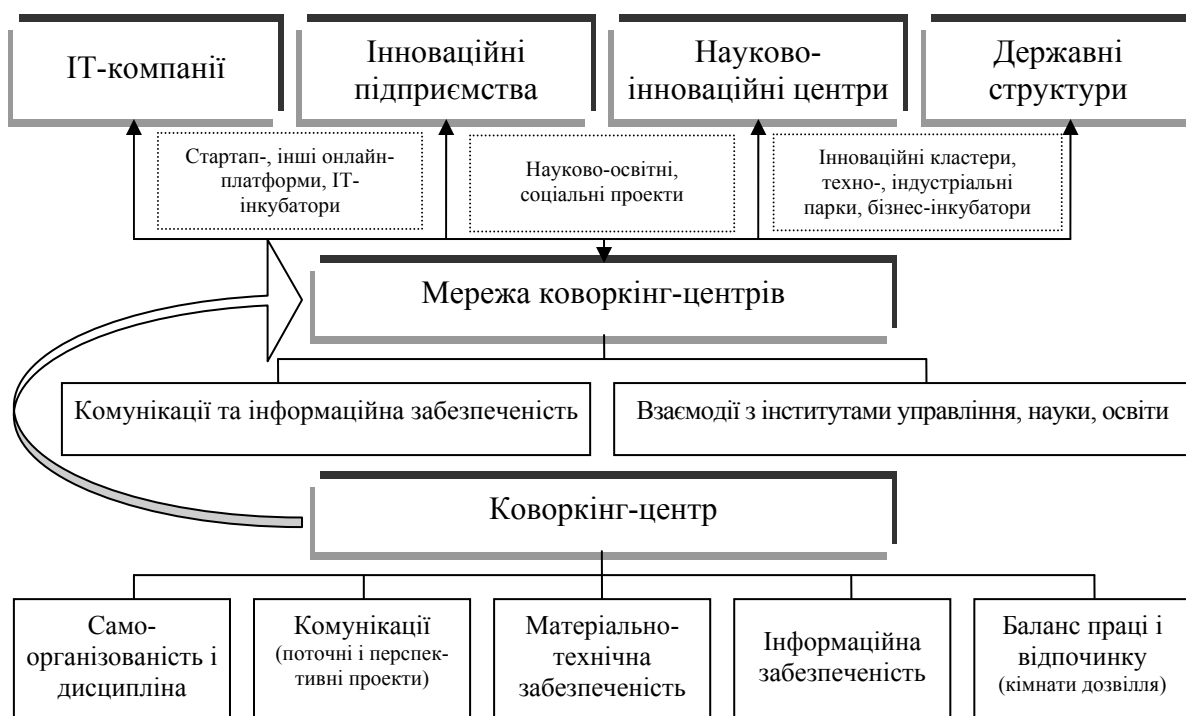 ІТ-компанії
Інноваційні
підприємства
Науково-
інноваційні центри
Державні
структури
Стартап-, інші онлайн-
платформи, ІТ-
інкубатори
Науково-освітні,
соціальні проекти
Інноваційні кластери,
техно-, індустріальні
парки, бізнес-інкубатори
Мережа коворкінг-центрів
Комунікації та інформаційна забезпеченість
Взаємодії з інститутами управління, науки, освіти
Коворкінг-центр
Само-
організованість і
дисципліна
Комунікації
(поточні і перспек-
тивні проекти)
Матеріально-
технічна
забезпеченість
Інформаційна
забезпеченість
Баланс праці і
відпочинку
(кімнати дозвілля)